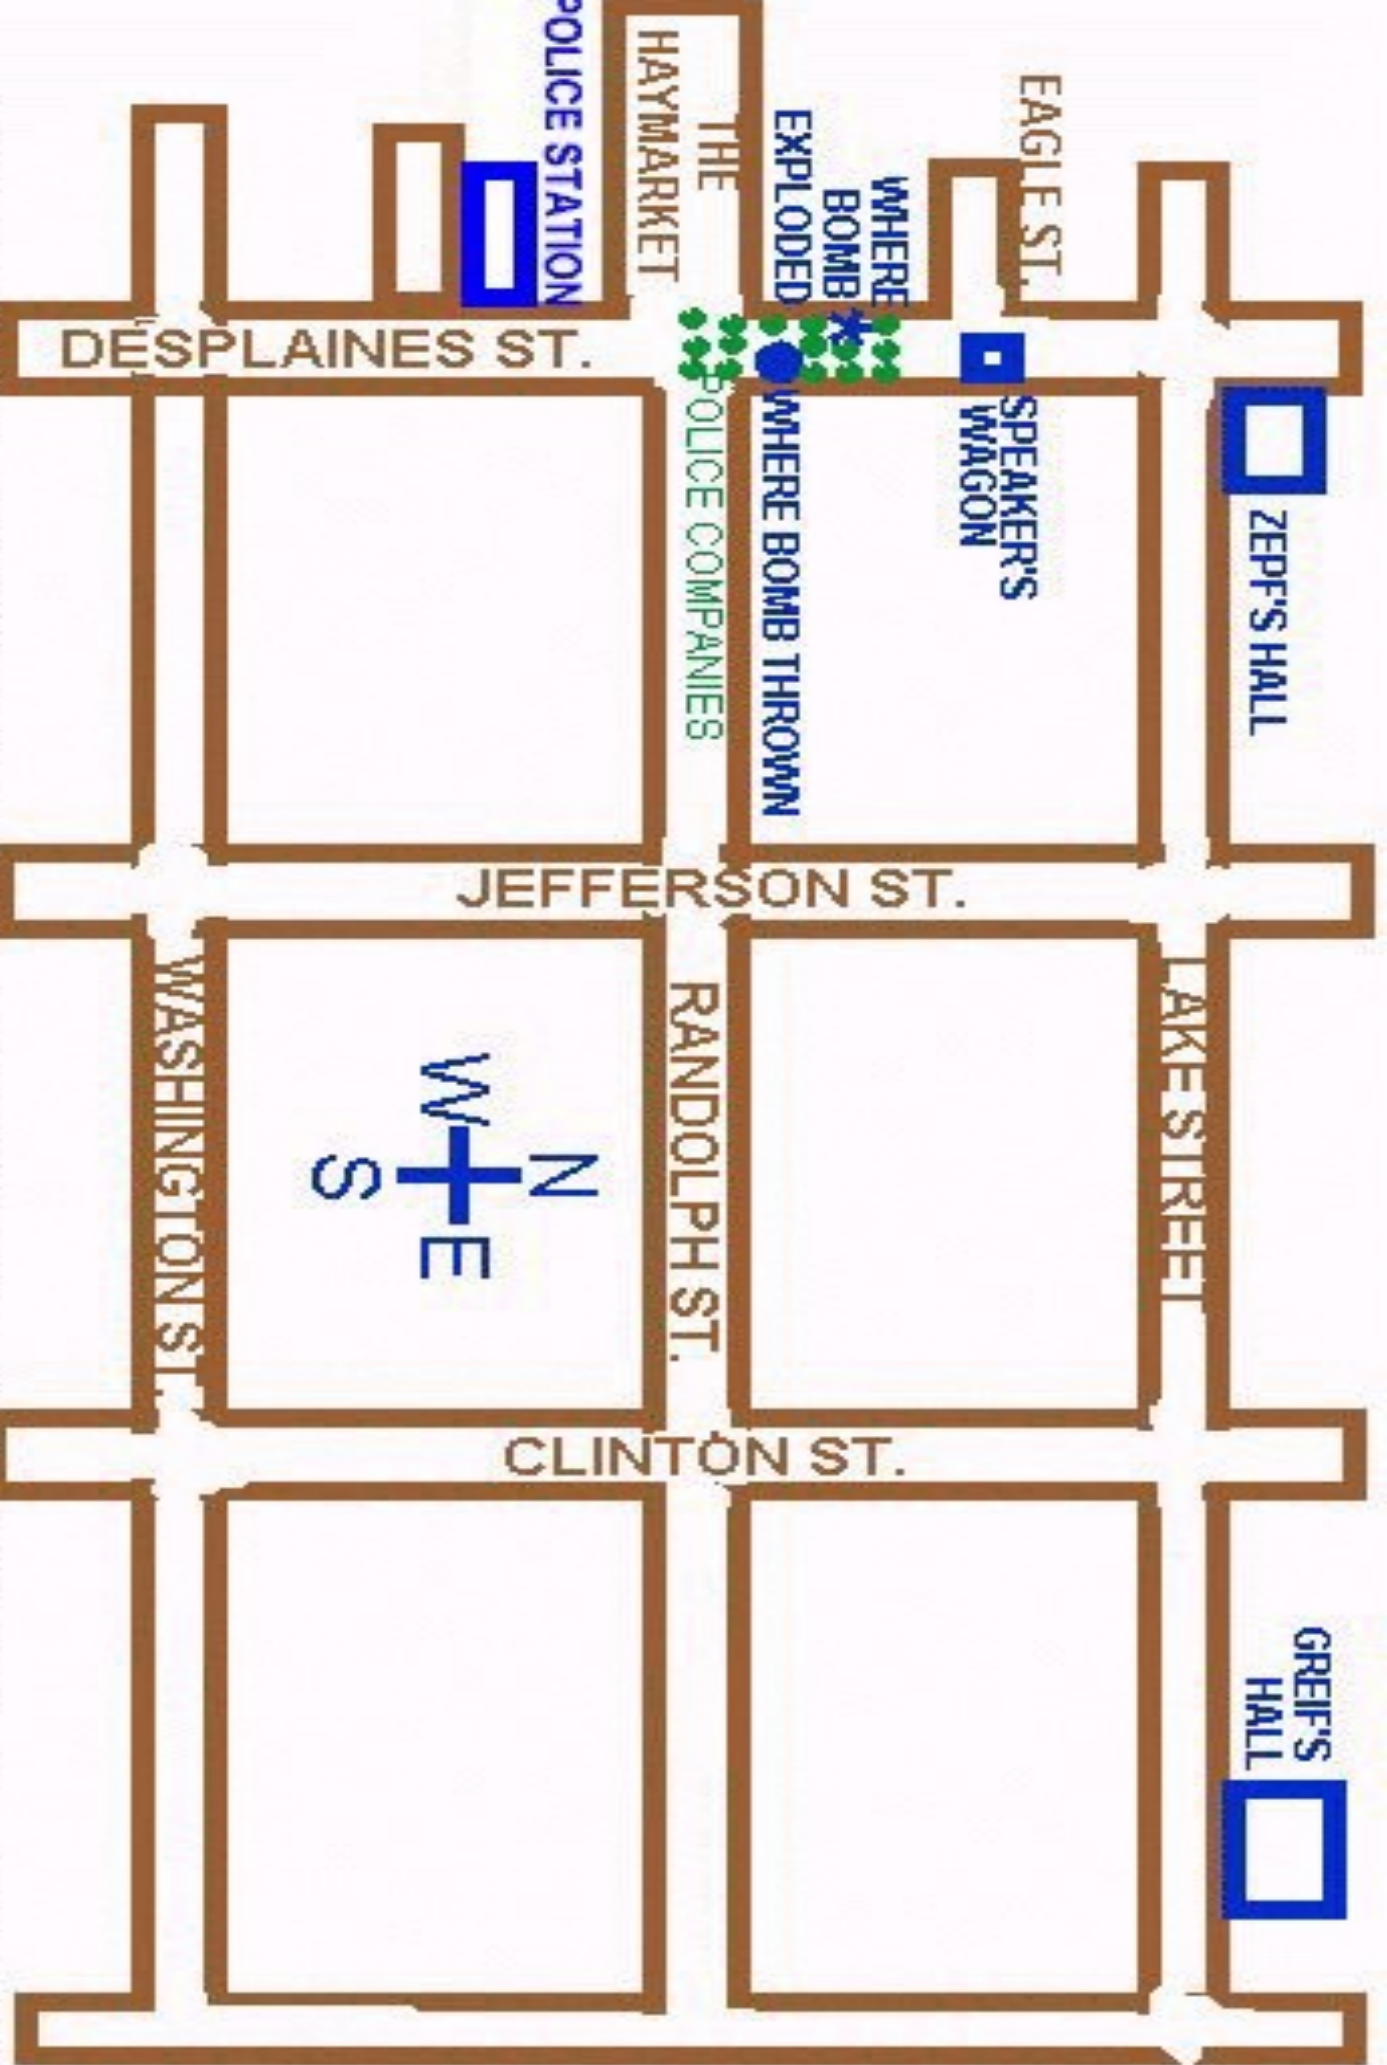 POLICE STATION
THE
HAYMARKET
WHERE
BOMB
EXPLODED
EAGLE ST.
DESPLAINES ST.
POLICE COMPANIES
WHERE BOMB THROWN
SPEAKER'S
WAGON
ZEPF'S HALL
JEFFERSON ST.
WASHINGTON ST.
W
N
S
E
RANDOLPH ST.
LAKE STREET
CLINTON ST.
GREIF'S
HALL